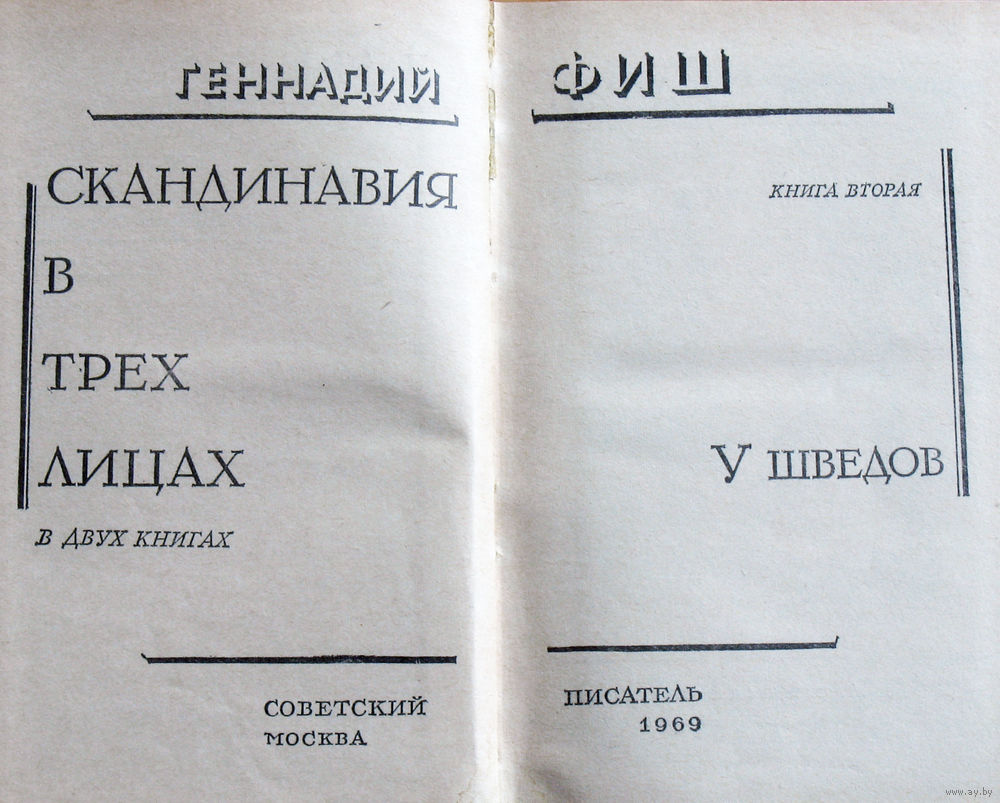 ГЕННАДИЙ
СКАНДИНАВИЯ
В
ТРЕХ
ЛИЦАХ
В ДВУХ КНИГАХ
СОВЕТСКИЙ
МОСКВА
ФИШ
КНИГА ВТОРАЯ
У ШВЕДОВ
ПИСАТЕЛЬ
1969
www.ay.by